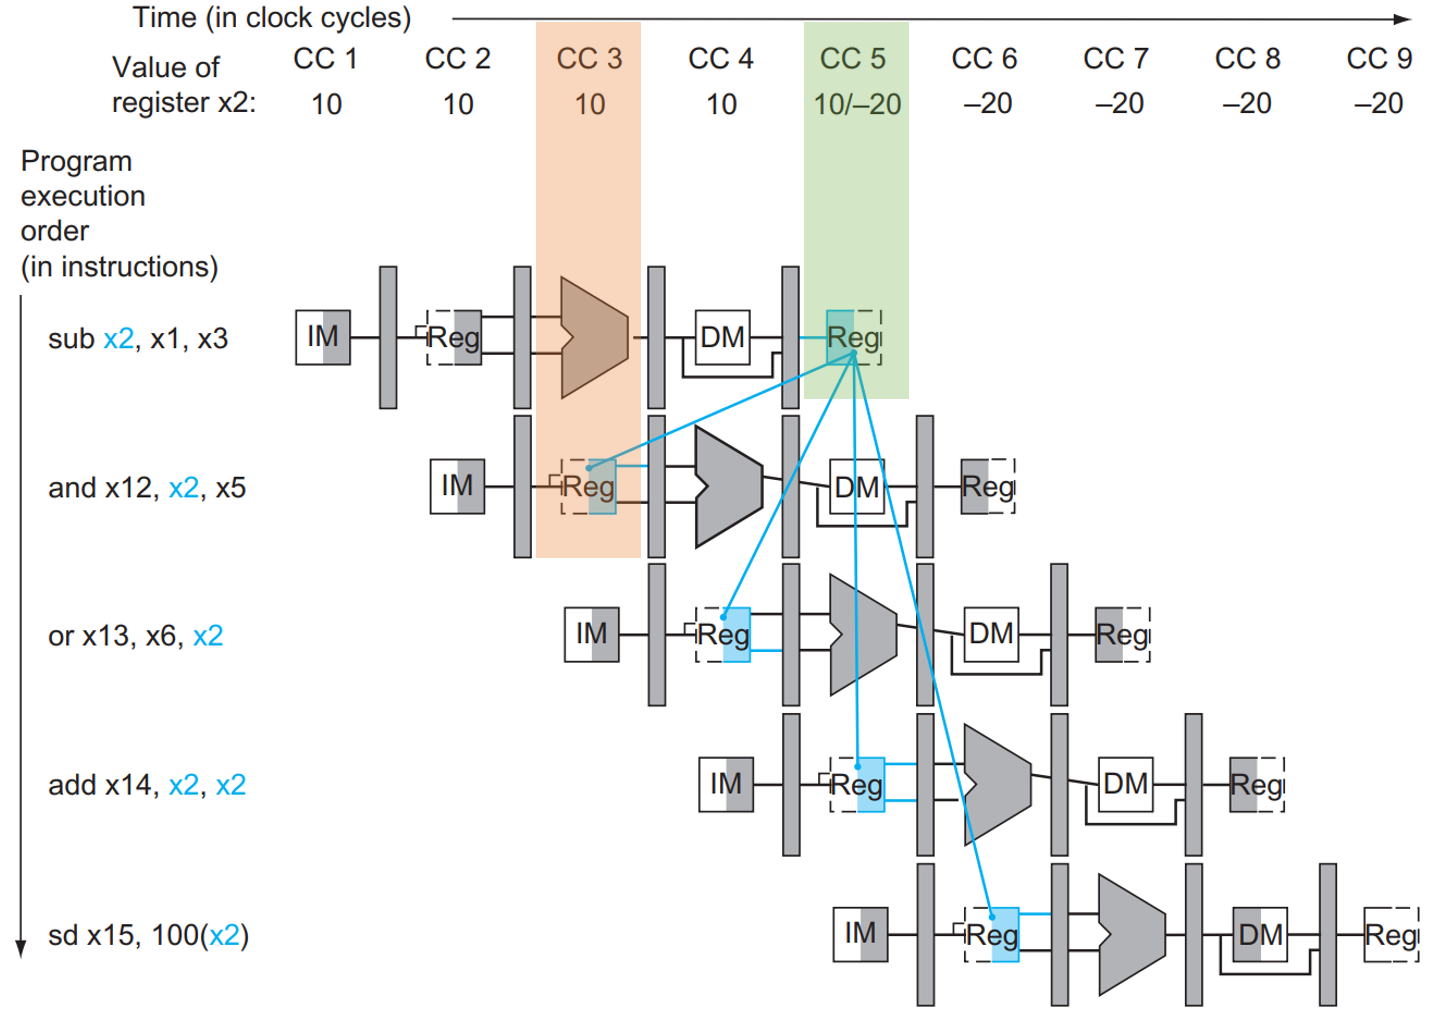 Time (in clock cycles)
CC 1 CC 2 CC 3 CC 4 CC 5 CC 6 CC 7 CC 8 CC 9
Value of
register x2: 10 10 10 10 10/–20 –20 –20 –20 –20
Program
execution
order
(in instructions)
sub x2, x1, x3 IM Reg DM Reg
and x12, x2, x5 IM Reg DM Reg
or x13, x6, x2 IM Reg DM Reg
add x14, x2, x2 IM Reg DM Reg
sd x15, 100(x2) IM Reg DM Reg